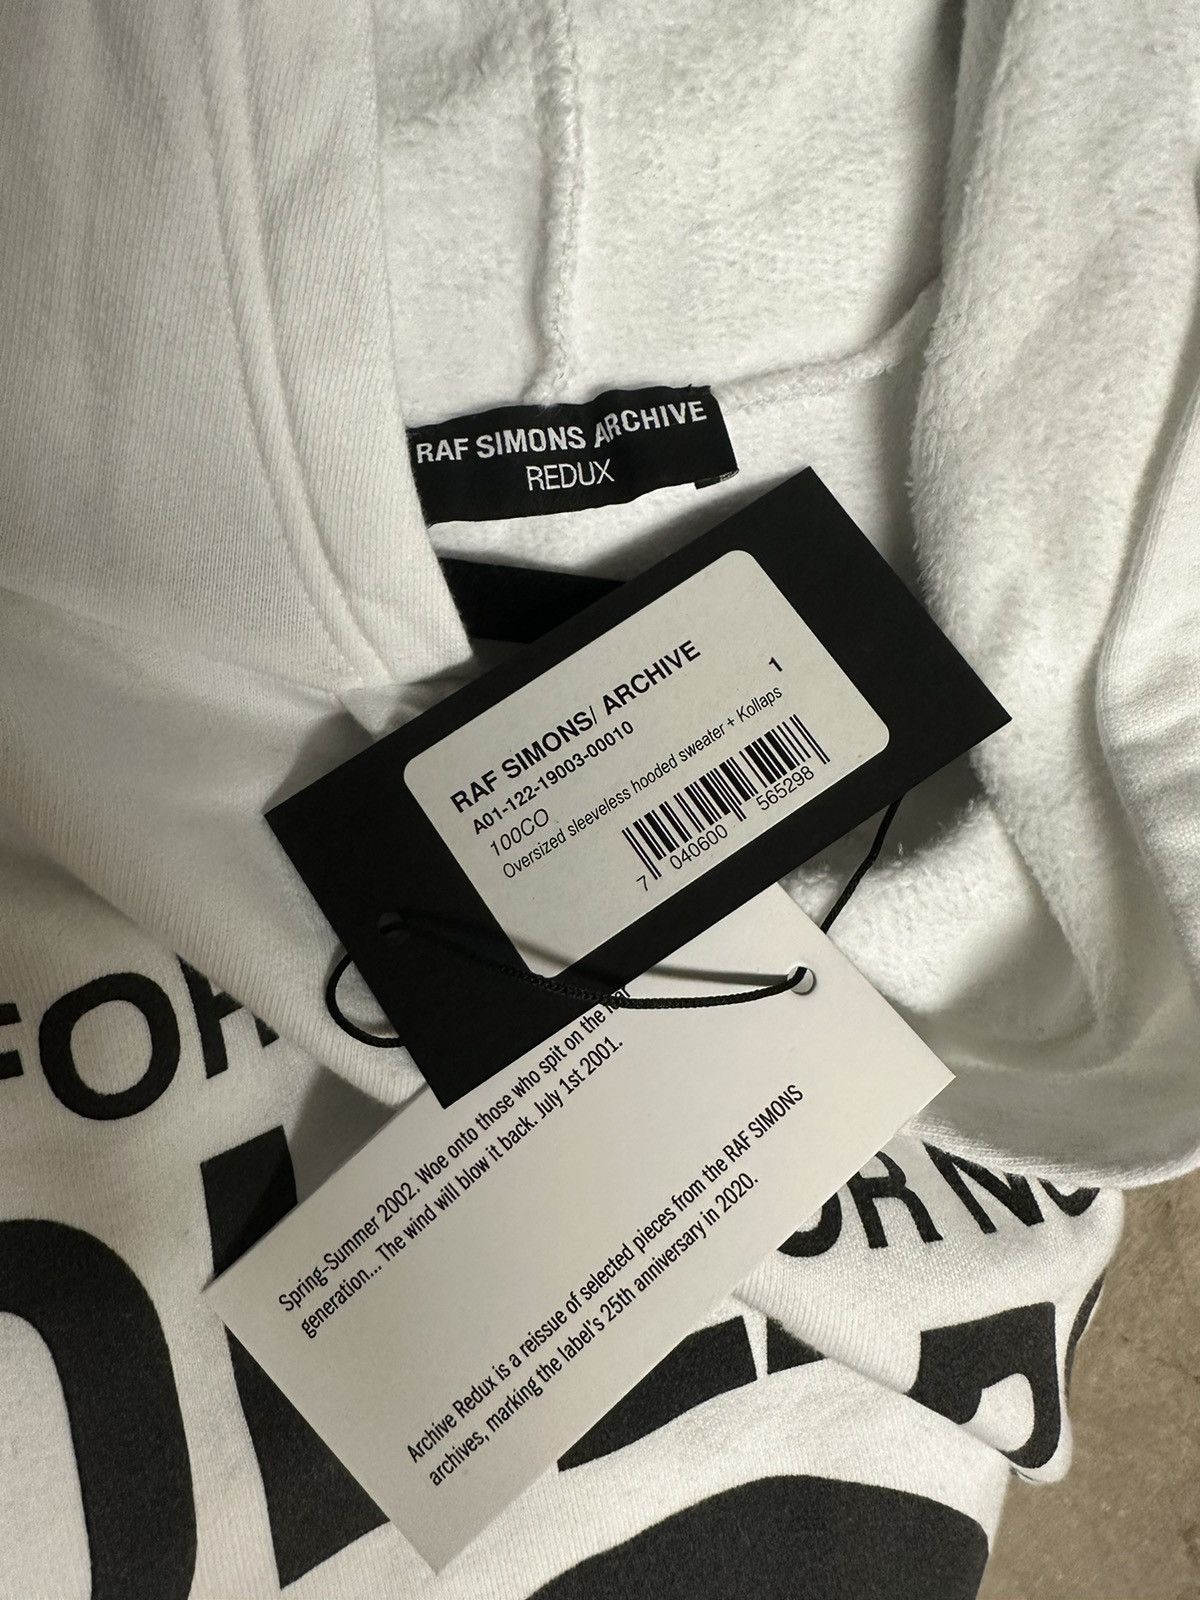 RAF SIMONS ARCHIVE
REDUX
RAF SIMONS/ ARCHIVE
A01-122-19003-00010
1
100CO
Oversized sleeveless hooded sweater + Kollaps
7 040600 565298
Spring–Summer 2002. Woe onto those who spit on the fear
generation... The wind will blow it back. July 1st 2001.
Archive Redux is a reissue of selected pieces from the RAF SIMONS
archives, marking the label's 25th anniversary in 2020.
FOR
OR NO